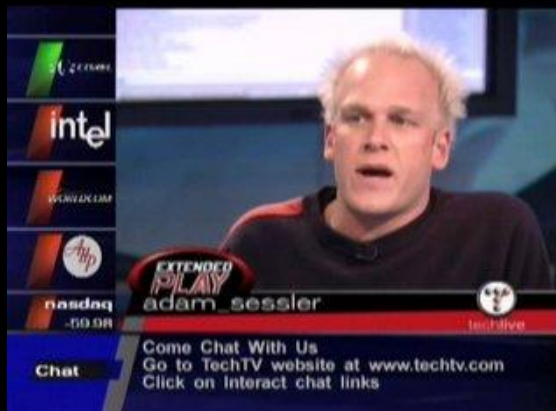 intel
WORLDCOM
AHP
nasdaq
-59.98
EXTENDED
PLAY
adam_sessler
techlive
Chat
Come Chat With Us
Go to TechTV website at www.techtv.com
Click on Interact chat links